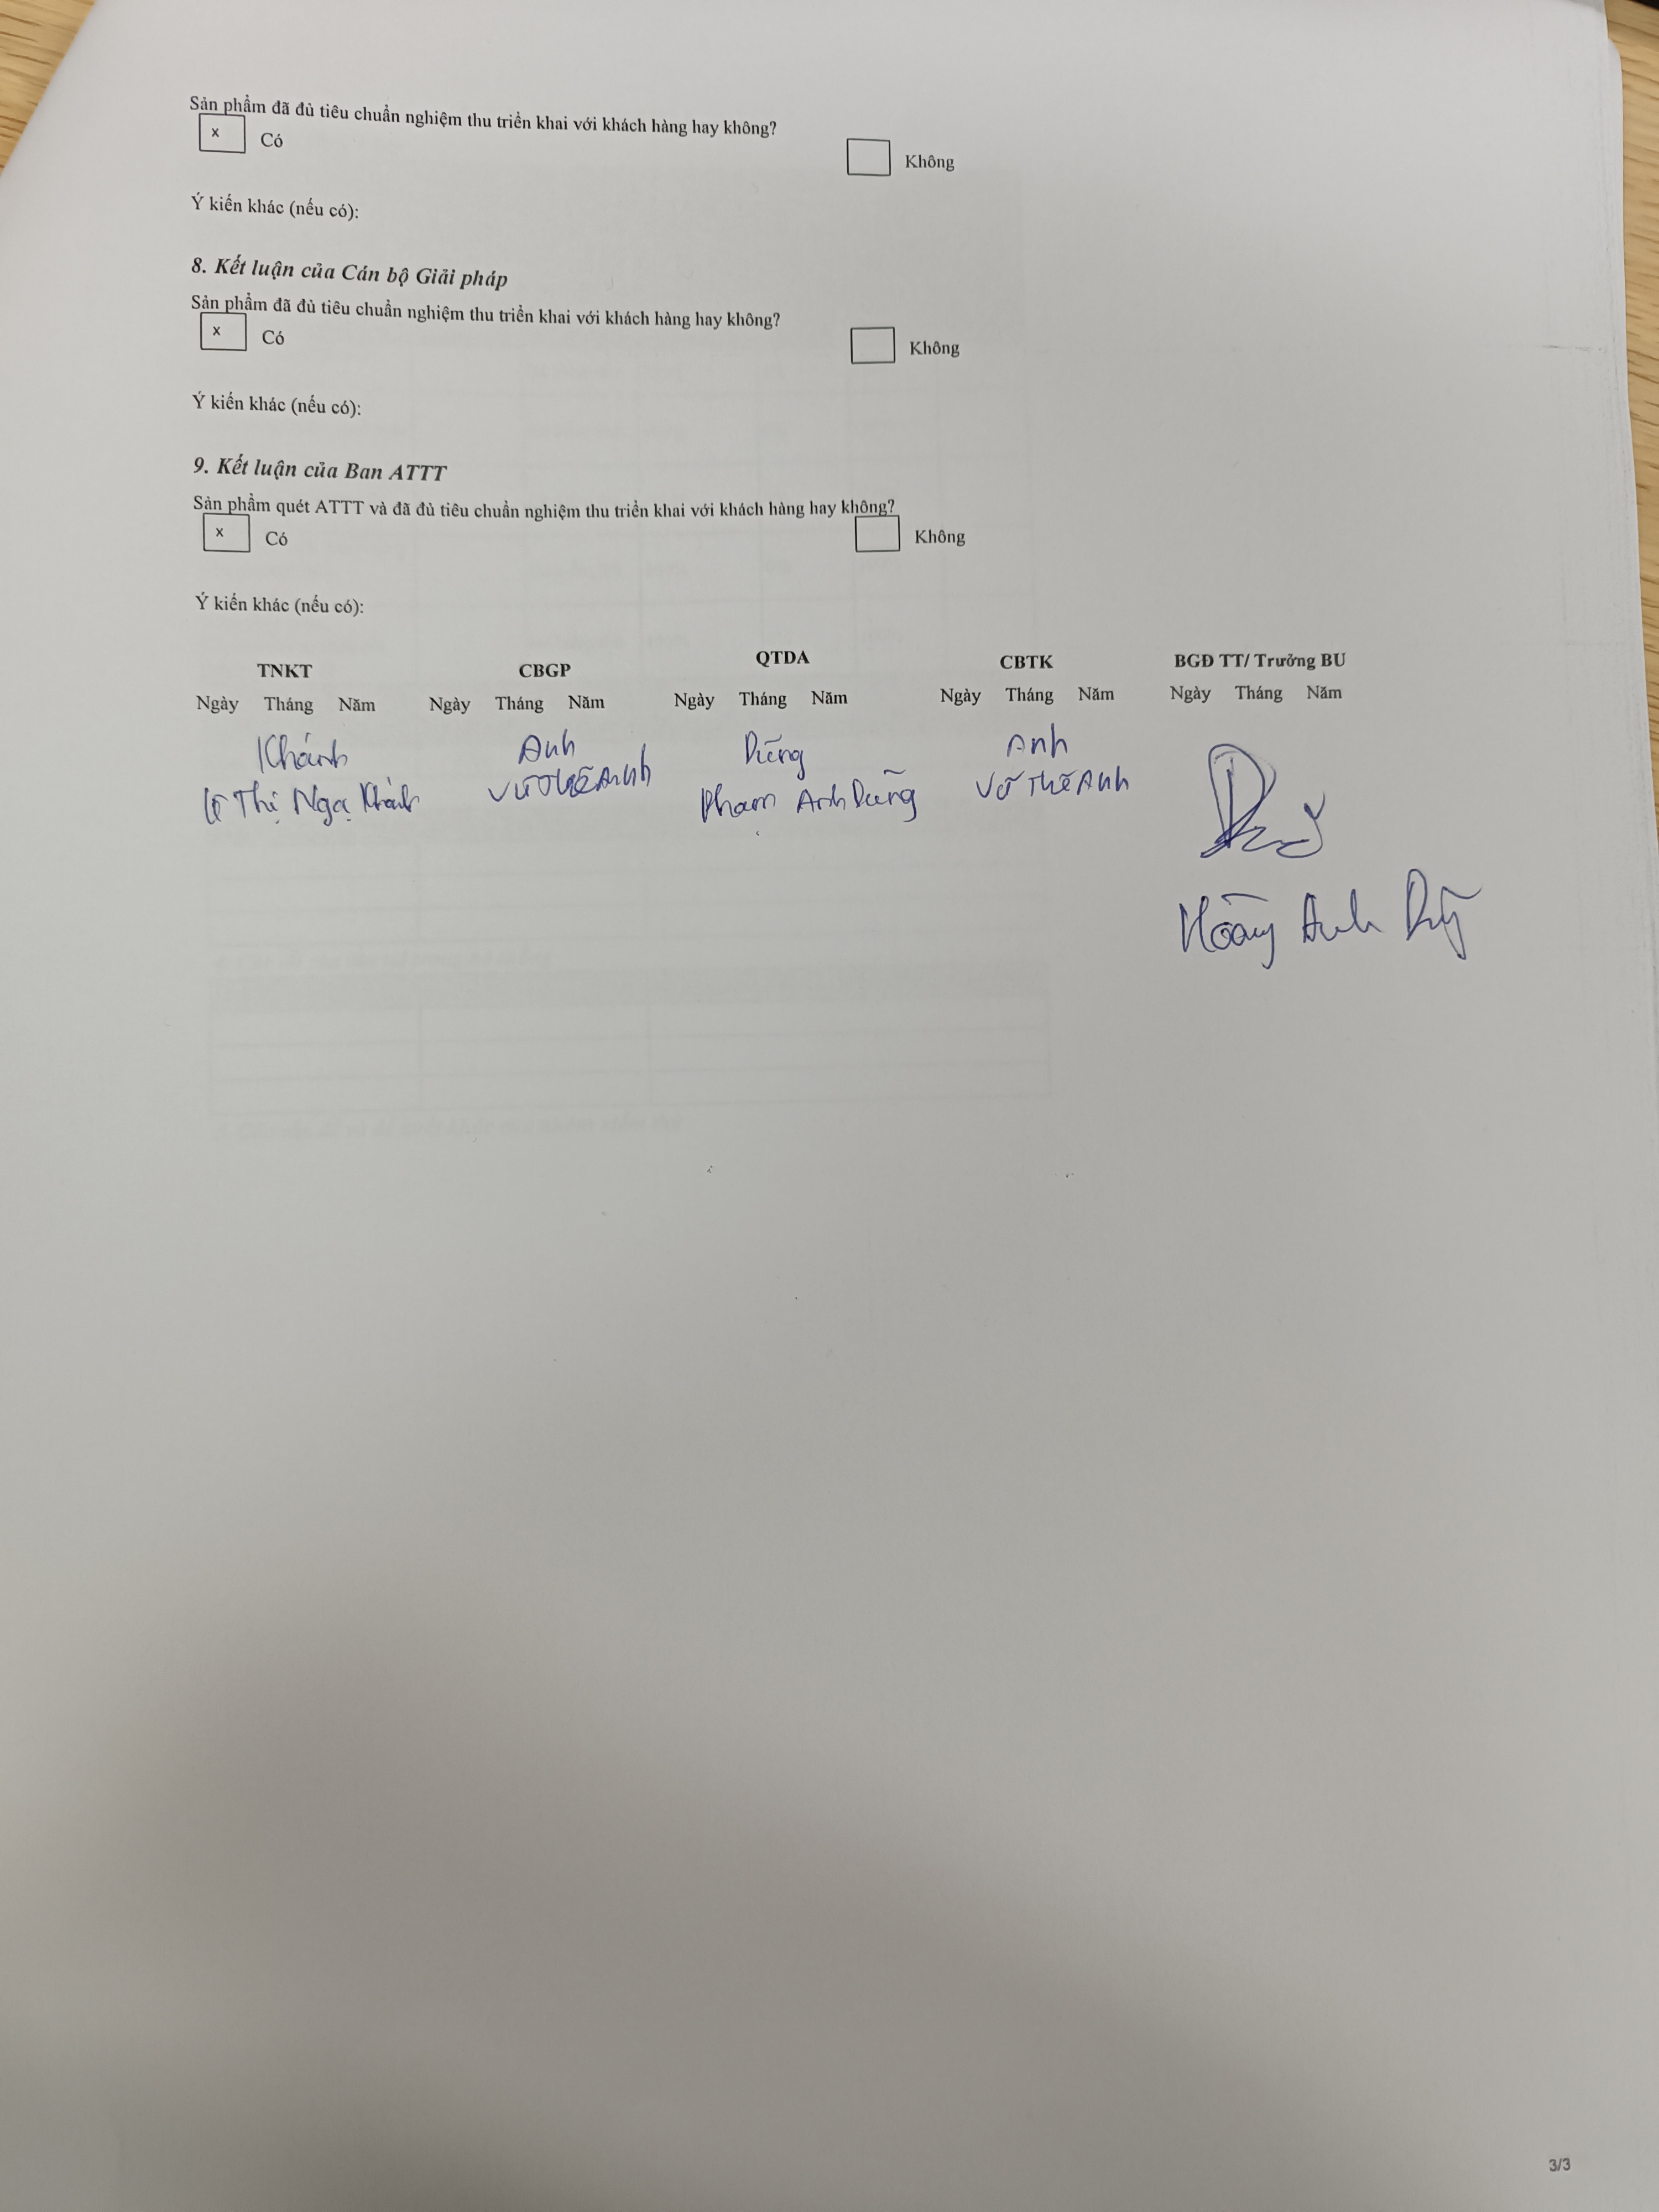 Sản phẩm đã đủ tiêu chuẩn nghiệm thu triển khai với khách hàng hay không?
x Có Không
Ý kiến khác (nếu có):
8. Kết luận của Cán bộ Giải pháp
Sản phẩm đã đủ tiêu chuẩn nghiệm thu triển khai với khách hàng hay không?
x Có Không
Ý kiến khác (nếu có):
9. Kết luận của Ban ATTT
Sản phẩm quét ATTT và đã đủ tiêu chuẩn nghiệm thu triển khai với khách hàng hay không?
x Có Không
Ý kiến khác (nếu có):
TNKT CBGP QTDA CBTK BGĐ TT/ Trưởng BU
Ngày Tháng Năm Ngày Tháng Năm Ngày Tháng Năm Ngày Tháng Năm Ngày Tháng Năm
Khánh Anh Dũng Anh
Lê Thị Nga Khánh Vũ Thế Anh Phạm Anh Dũng Vũ Thế Anh
Hoàng Anh
3/3